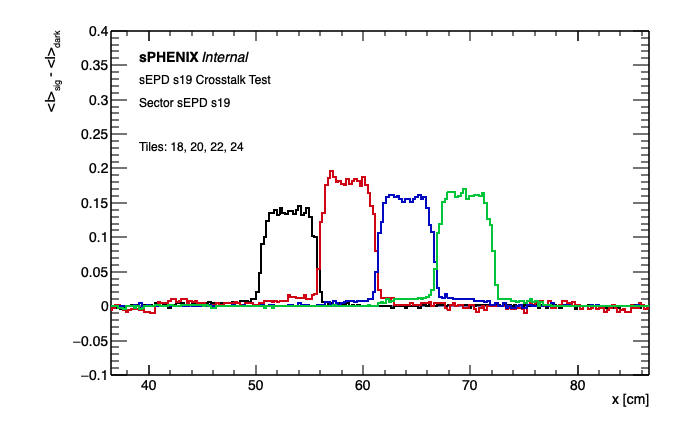 0.4
0.35
0.3
0.25
0.2
0.15
0.1
0.05
0
−0.05
−0.1
<I>sig - <I>dark
sPHENIX Internal
sEPD s19 Crosstalk Test
Sector sEPD s19
Tiles: 18, 20, 22, 24
40 50 60 70 80
x [cm]